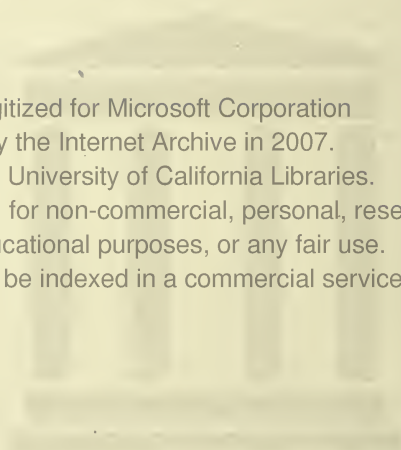 gitized for Microsoft Corporation
y the Internet Archive in 2007.
University of California Libraries.
for non-commercial, personal, rese
ucational purposes, or any fair use.
be indexed in a commercial service